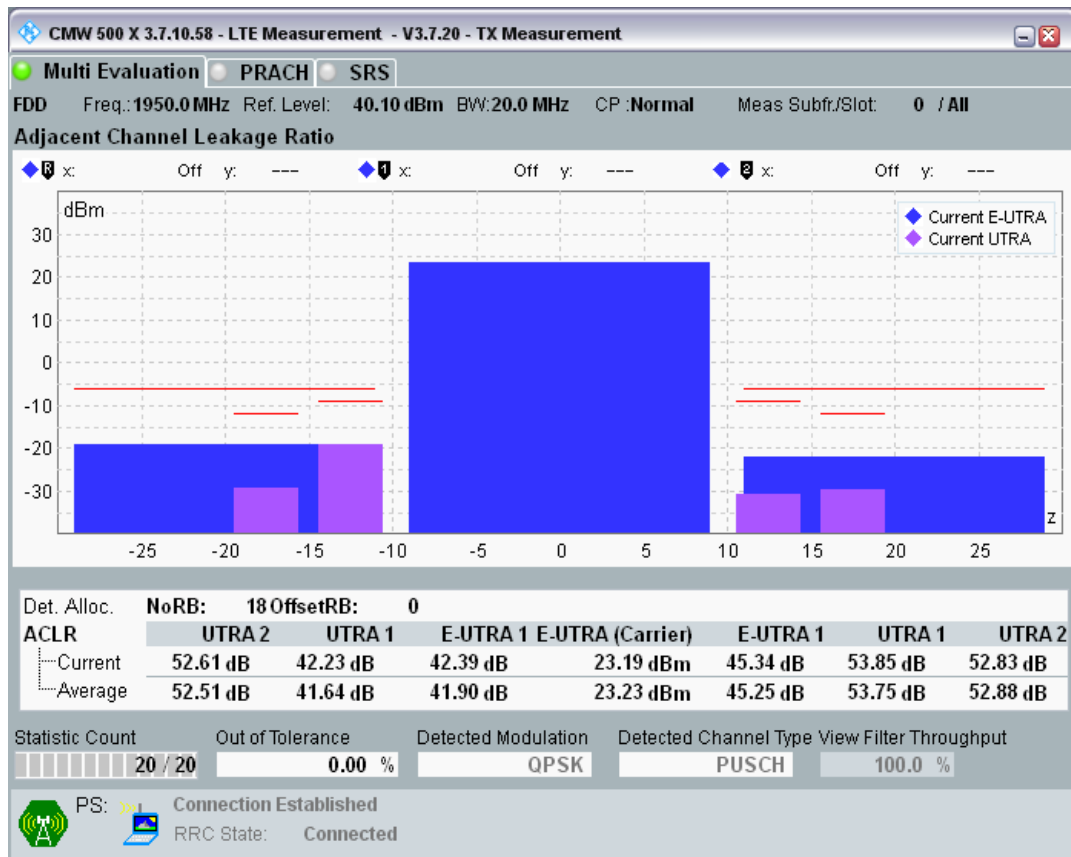 CMW 500 X 3.7.10.58 - LTE Measurement - V3.7.20 - TX Measurement
Multi Evaluation PRACH SRS
FDD Freq.:1950.0 MHz Ref. Level: 40.10 dBm BW:20.0 MHz CP :Normal Meas Subfr./Slot: 0 / All
Adjacent Channel Leakage Ratio
R x: Off y: --- 1 x: Off y: --- 2 x: Off y: ---
dBm
Current E-UTRA
Current UTRA
30
20
10
0
-10
-20
-30
z
-25 -20 -15 -10 -5 0 5 10 15 20 25
Det. Alloc. NoRB: 18 OffsetRB: 0
ACLR UTRA 2 UTRA 1 E-UTRA 1 E-UTRA (Carrier) E-UTRA 1 UTRA 1 UTRA 2
Current 52.61 dB 42.23 dB 42.39 dB 23.19 dBm 45.34 dB 53.85 dB 52.83 dB
Average 52.51 dB 41.64 dB 41.90 dB 23.23 dBm 45.25 dB 53.75 dB 52.88 dB
Statistic Count Out of Tolerance Detected Modulation Detected Channel Type View Filter Throughput
20 / 20 0.00 % QPSK PUSCH 100.0 %
PS: Connection Established
RRC State: Connected